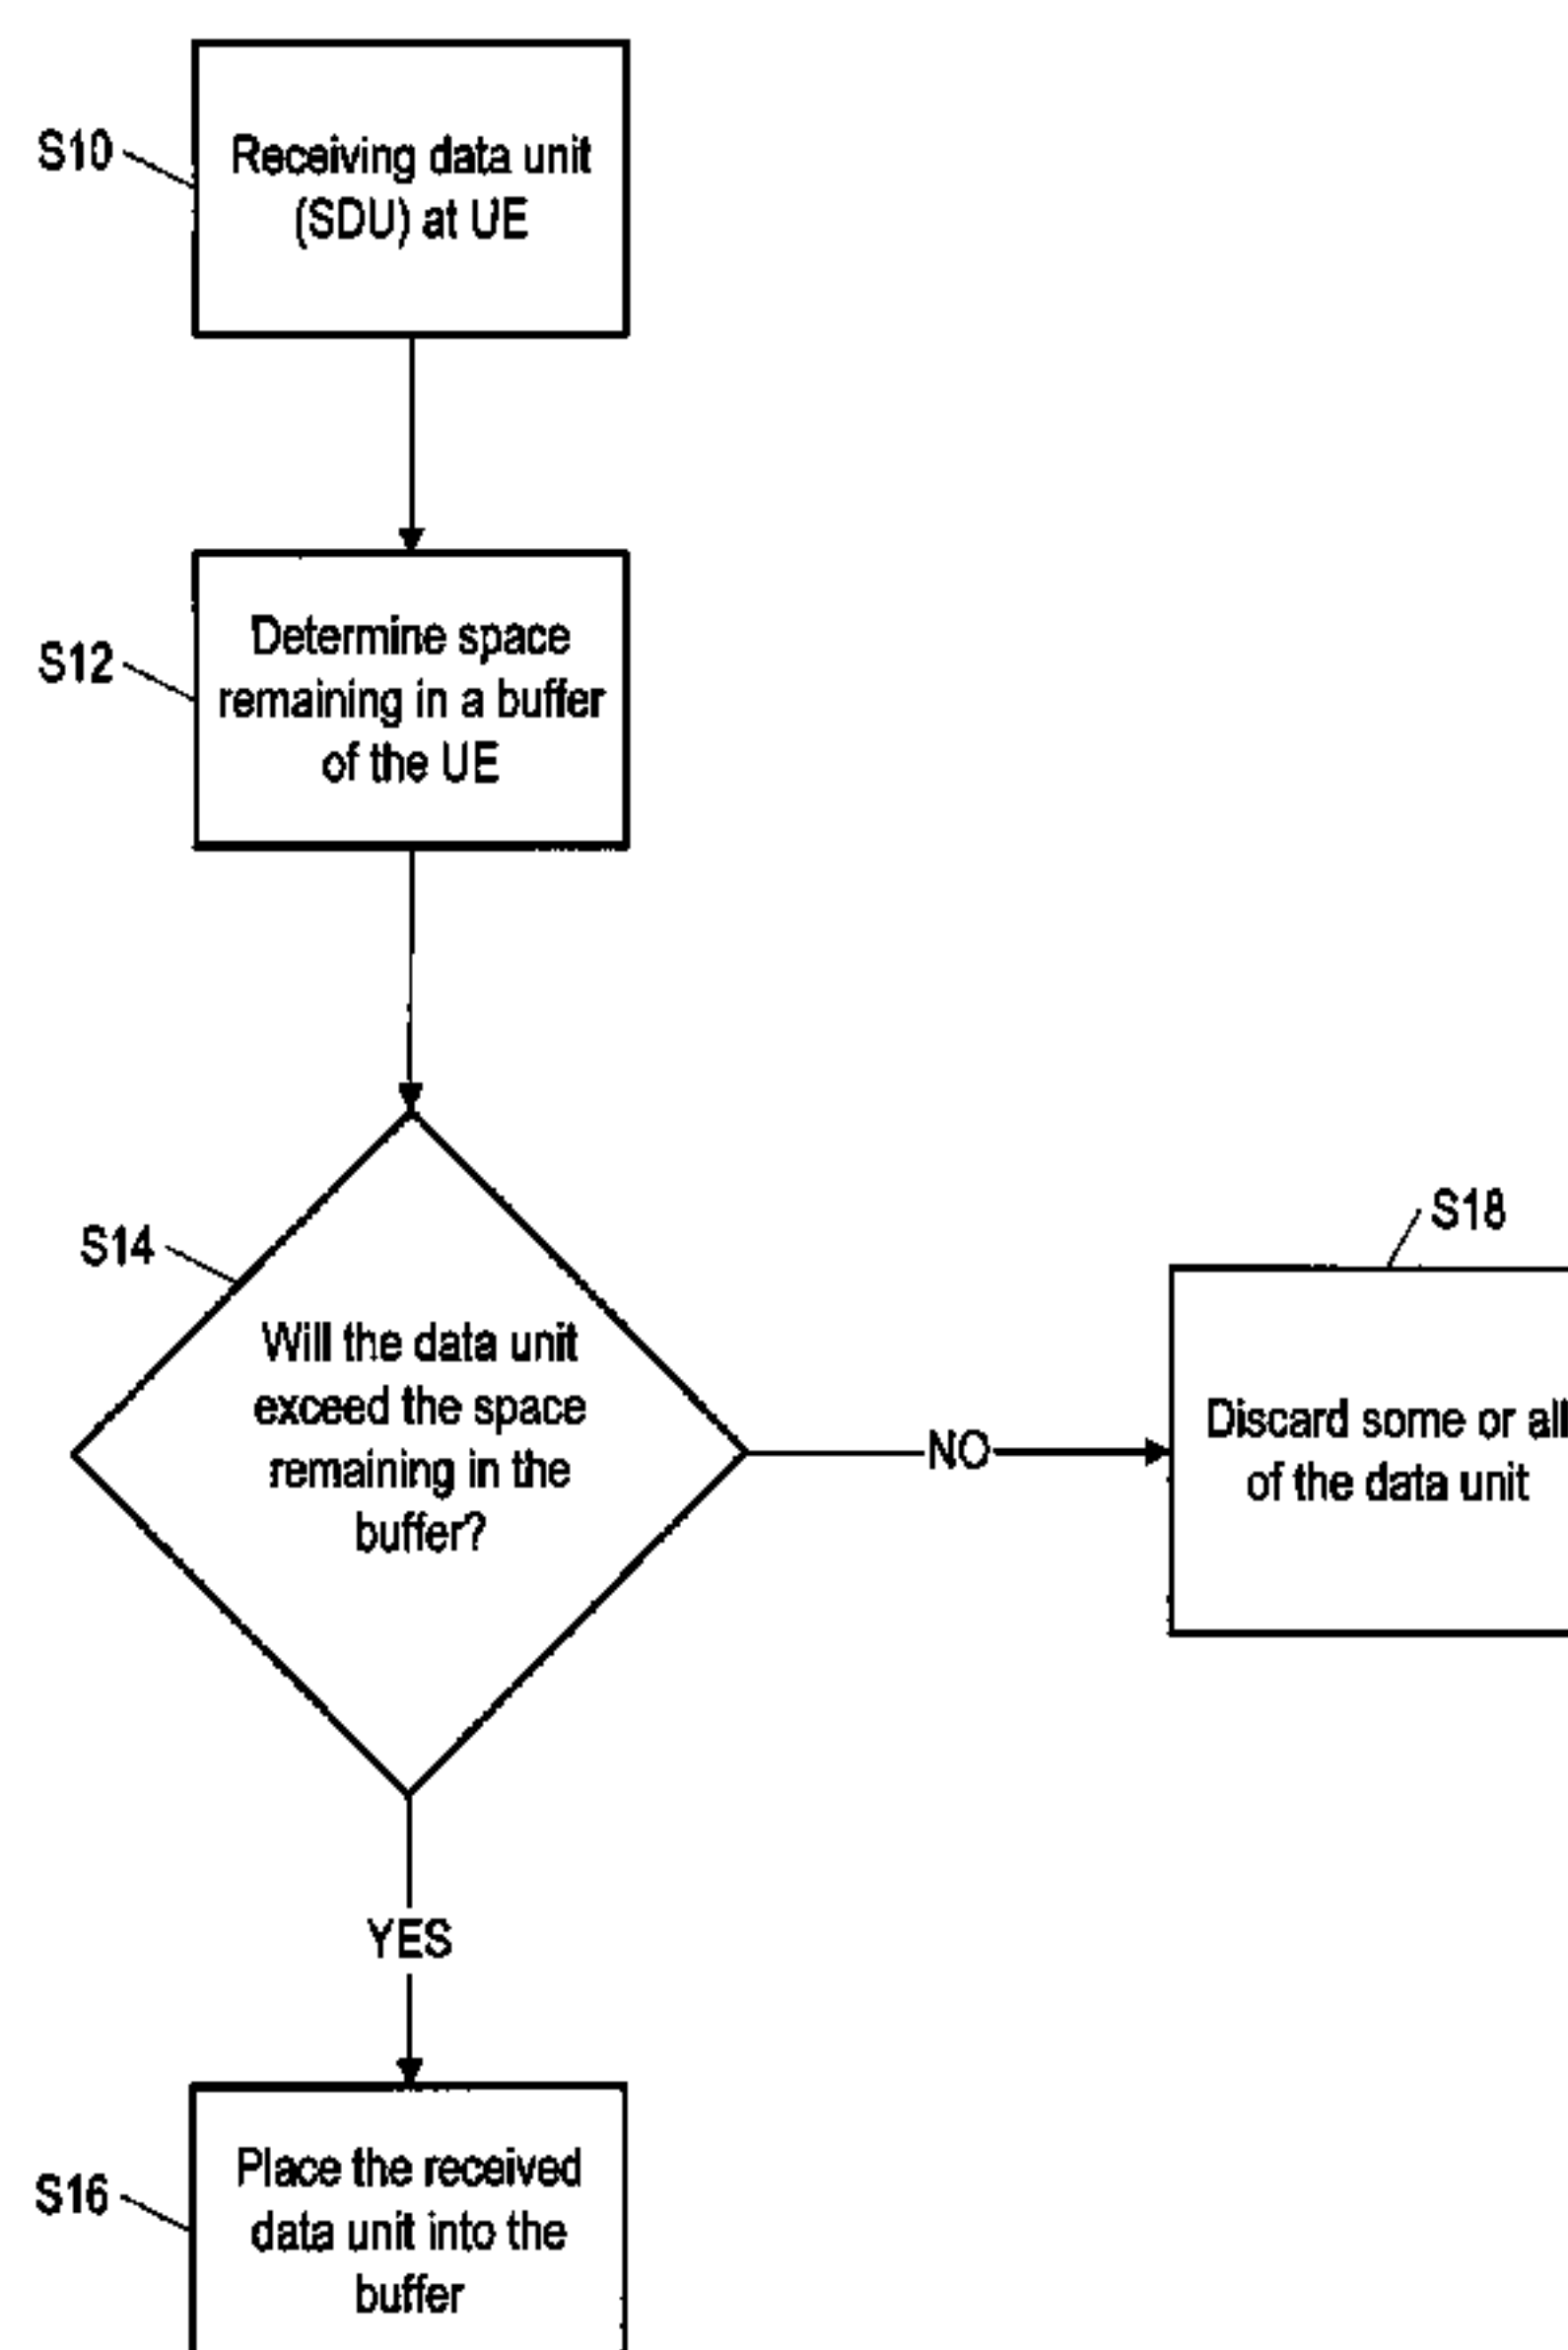 S10
Receiving data unit
(SDU) at UE
S12
Determine space
remaining in a buffer
of the UE
S14
Will the data unit
exceed the space
remaining in the
buffer?
NO
S18
Discard some or all
of the data unit
YES
S16
Place the received
data unit into the
buffer